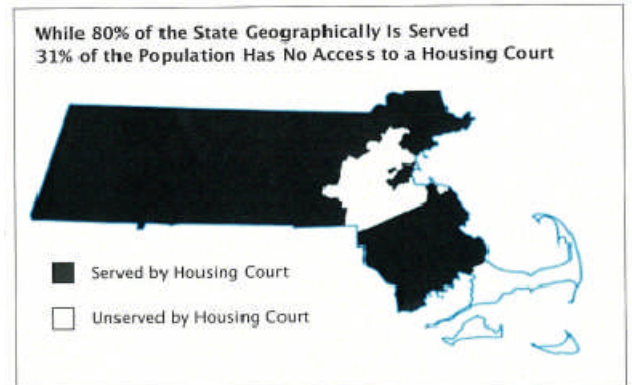 While 80% of the State Geographically Is Served
31% of the Population Has No Access to a Housing Court
Served by Housing Court
Unserved by Housing Court